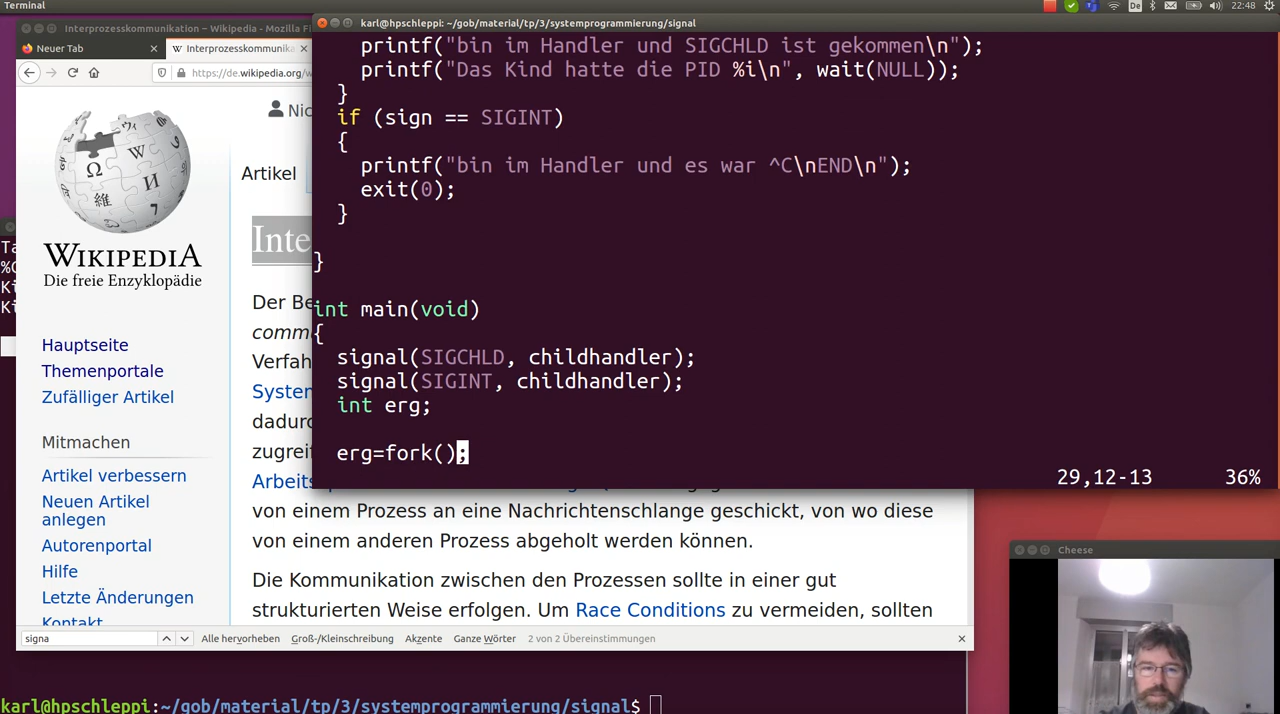 Terminal
De
22:48
Interprozesskommunikation – Wikipedia - Mozilla Fi
karl@hpschleppi: ~/gob/material/tp/3/systemprogrammierung/signal
Neuer Tab
Interprozesskommunika
https://de.wikipedia.org/w
printf("bin im Handler und SIGCHLD ist gekommen\n");
printf("Das Kind hatte die PID %i\n", wait(NULL));
}
if (sign == SIGINT)
{
printf("bin im Handler und es war ^C\nEND\n");
exit(0);
}
}
int main(void)
{
signal(SIGCHLD, childhandler);
signal(SIGINT, childhandler);
int erg;
erg=fork();
29,12-13 36%
Nic
Artikel
WIKIPEDIA
Die freie Enzyklopädie
Hauptseite
Themenportale
Zufälliger Artikel
Mitmachen
Artikel verbessern
Neuen Artikel
anlegen
Autorenportal
Hilfe
Letzte Änderungen
Kontakt
Inte
Der Be
comm
Verfah
System
dadurc
zugreif
Arbeits
von einem Prozess an eine Nachrichtenschlange geschickt, von wo diese
von einem anderen Prozess abgeholt werden können.
Die Kommunikation zwischen den Prozessen sollte in einer gut
strukturierten Weise erfolgen. Um Race Conditions zu vermeiden, sollten
signa
Alle hervorheben Groß-/Kleinschreibung Akzente Ganze Wörter 2 von 2 Übereinstimmungen
Cheese
karl@hpschleppi:~/gob/material/tp/3/systemprogrammierung/signal$